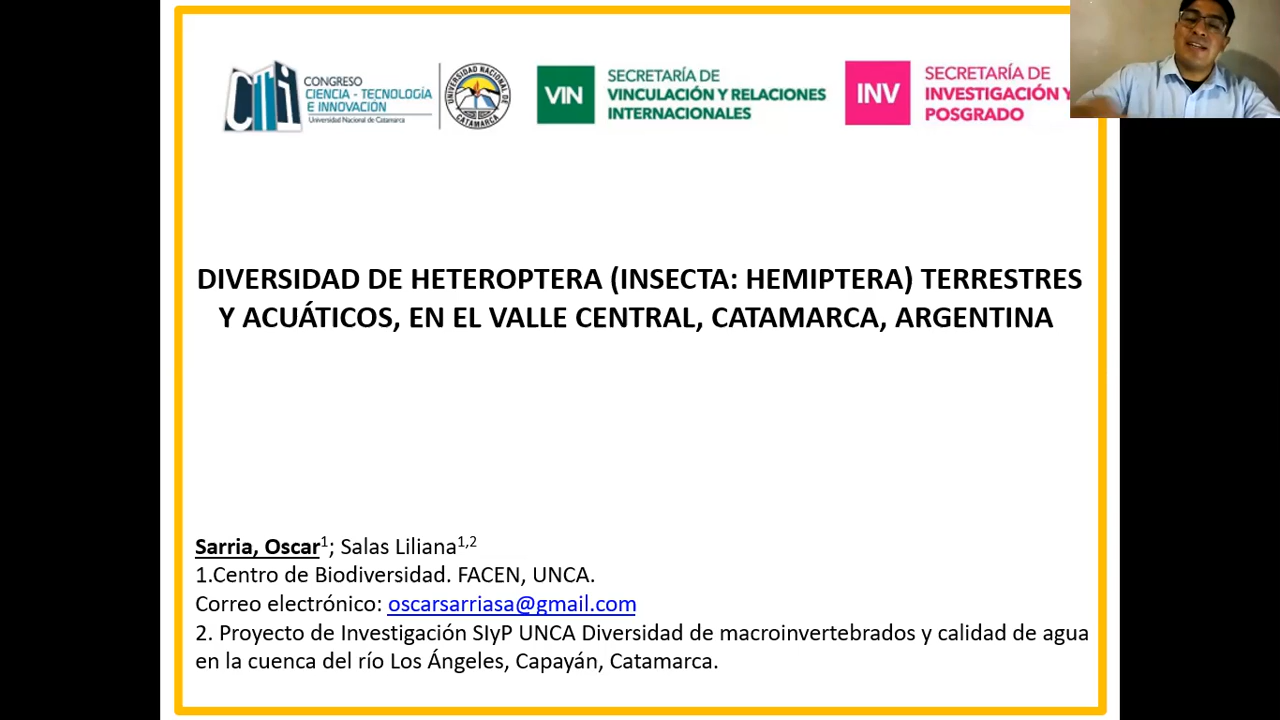 CTI
CONGRESO
CIENCIA - TECNOLOGÍA
E INNOVACIÓN
Universidad Nacional de Catamarca
UNIVERSIDAD NACIONAL DE
CATAMARCA
VIN
SECRETARÍA DE
VINCULACIÓN Y RELACIONES
INTERNACIONALES
INV
SECRETARÍA DE
INVESTIGACIÓN Y
POSGRADO
DIVERSIDAD DE HETEROPTERA (INSECTA: HEMIPTERA) TERRESTRES
Y ACUÁTICOS, EN EL VALLE CENTRAL, CATAMARCA, ARGENTINA
Sarria, Oscar1; Salas Liliana1,2
1.Centro de Biodiversidad. FACEN, UNCA.
Correo electrónico: oscarsarriasa@gmail.com
2. Proyecto de Investigación SIyP UNCA Diversidad de macroinvertebrados y calidad de agua
en la cuenca del río Los Ángeles, Capayán, Catamarca.